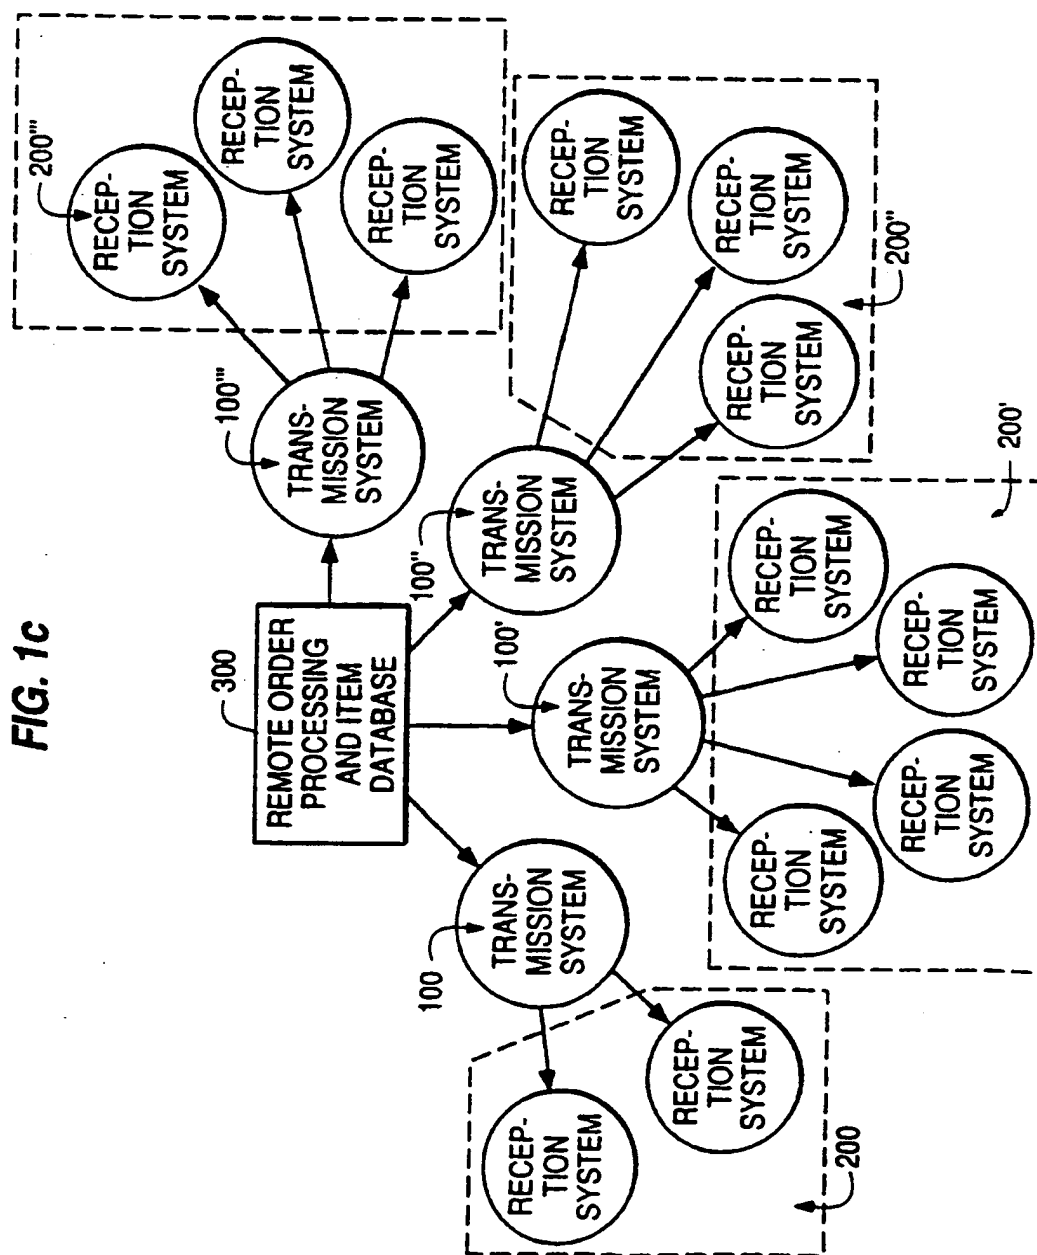 FIG. 1c
300
REMOTE ORDER
PROCESSING
AND ITEM
DATABASE
100
TRANS-
MISSION
SYSTEM
100'
TRANS-
MISSION
SYSTEM
100"
TRANS-
MISSION
SYSTEM
100"'
TRANS-
MISSION
SYSTEM
RECEP-
TION
SYSTEM
RECEP-
TION
SYSTEM
200
RECEP-
TION
SYSTEM
RECEP-
TION
SYSTEM
RECEP-
TION
SYSTEM
RECEP-
TION
SYSTEM
200'
RECEP-
TION
SYSTEM
RECEP-
TION
SYSTEM
RECEP-
TION
SYSTEM
200"
200"'
RECEP-
TION
SYSTEM
RECEP-
TION
SYSTEM
RECEP-
TION
SYSTEM